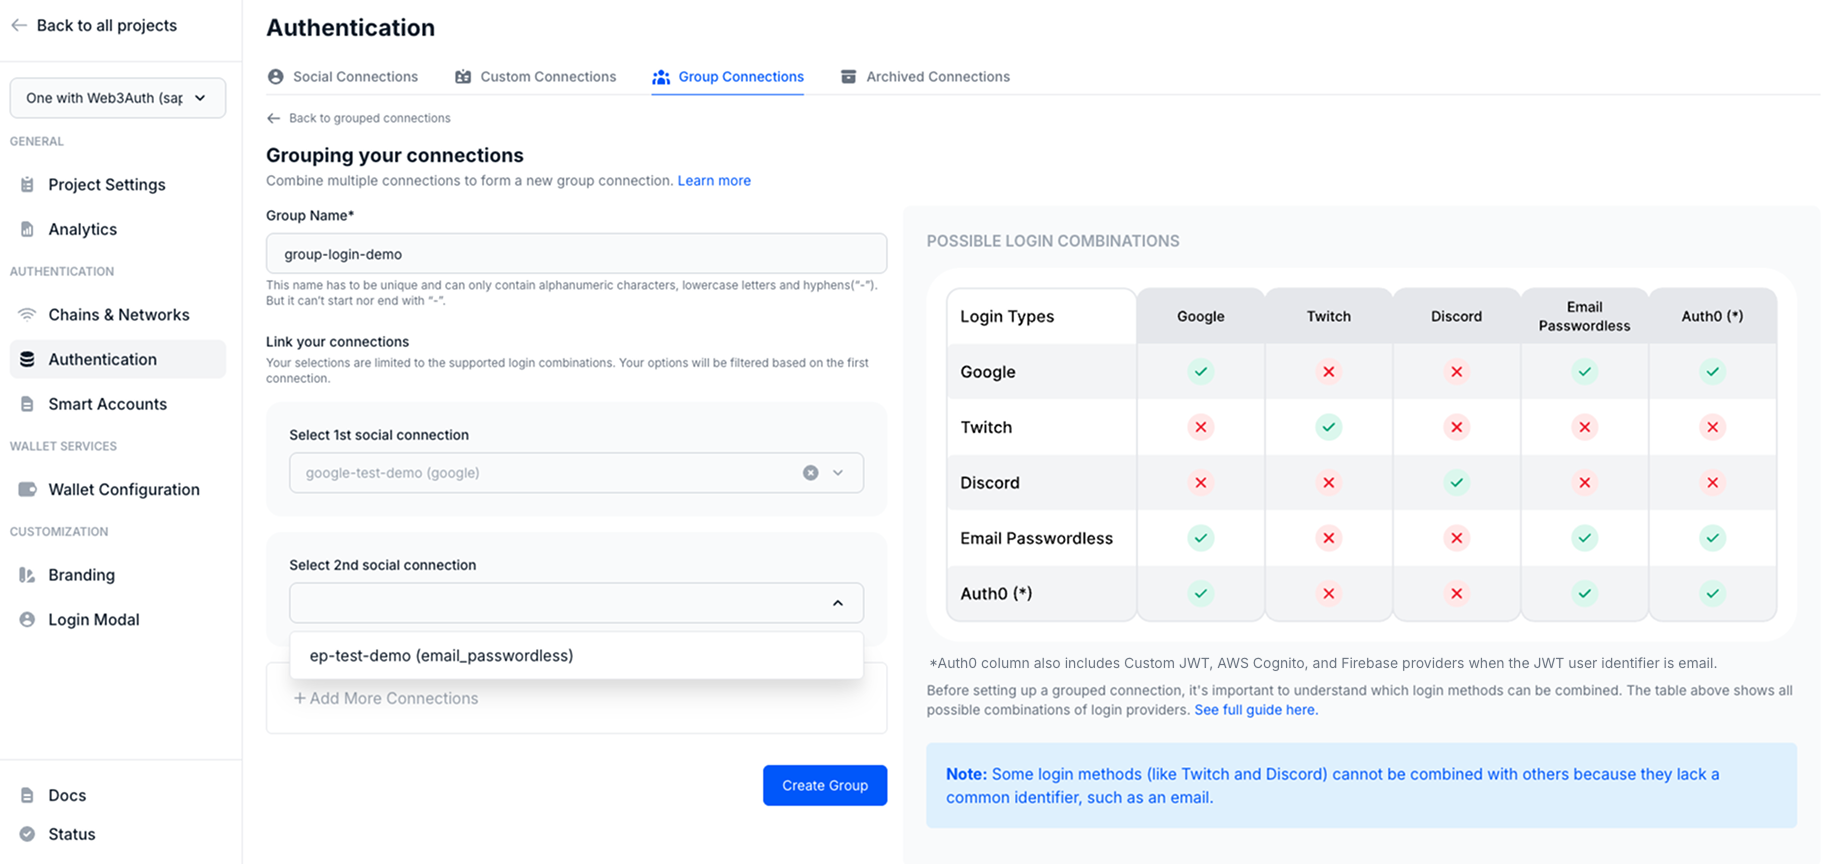 Back to all projects
One with Web3Auth (sap
GENERAL
Project Settings
Analytics
AUTHENTICATION
Chains & Networks
Authentication
Smart Accounts
WALLET SERVICES
Wallet Configuration
CUSTOMIZATION
Branding
Login Modal
Docs
Status
Authentication
Social Connections
Custom Connections
Group Connections
Archived Connections
Back to grouped connections
Grouping your connections
Combine multiple connections to form a new group connection. Learn more
Group Name*
group-login-demo
This name has to be unique and can only contain alphanumeric characters, lowercase letters and hyphens(“-”).
But it can’t start nor end with “-”.
Link your connections
Your selections are limited to the supported login combinations. Your options will be filtered based on the first
connection.
Select 1st social connection
google-test-demo (google)
Select 2nd social connection
ep-test-demo (email_passwordless)
+ Add More Connections
Create Group
POSSIBLE LOGIN COMBINATIONS
Login Types
Google
Twitch
Discord
Email
Passwordless
Auth0 (*)
Google
Twitch
Discord
Email Passwordless
Auth0 (*)
*Auth0 column also includes Custom JWT, AWS Cognito, and Firebase providers when the JWT user identifier is email.
Before setting up a grouped connection, it's important to understand which login methods can be combined. The table above shows all
possible combinations of login providers. See full guide here.
Note: Some login methods (like Twitch and Discord) cannot be combined with others because they lack a
common identifier, such as an email.